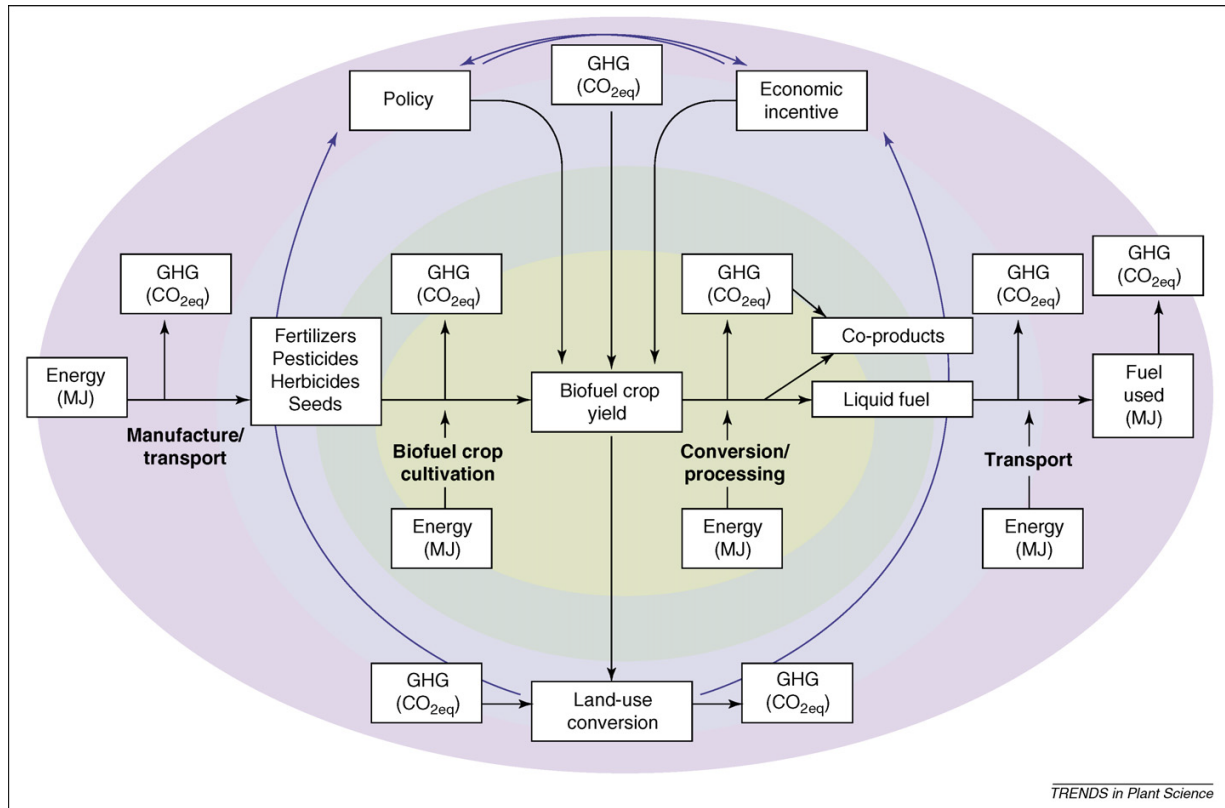 GHG
(CO2eq)
Policy
Economic
incentive
GHG
(CO2eq)
GHG
(CO2eq)
GHG
(CO2eq)
GHG
(CO2eq)
GHG
(CO2eq)
Energy
(MJ)
Fertilizers
Pesticides
Herbicides
Seeds
Biofuel crop
yield
Co-products
Liquid fuel
Fuel
used
(MJ)
Manufacture/
transport
Biofuel crop
cultivation
Conversion/
processing
Transport
Energy
(MJ)
Energy
(MJ)
Energy
(MJ)
GHG
(CO2eq)
Land-use
conversion
GHG
(CO2eq)
TRENDS in Plant Science